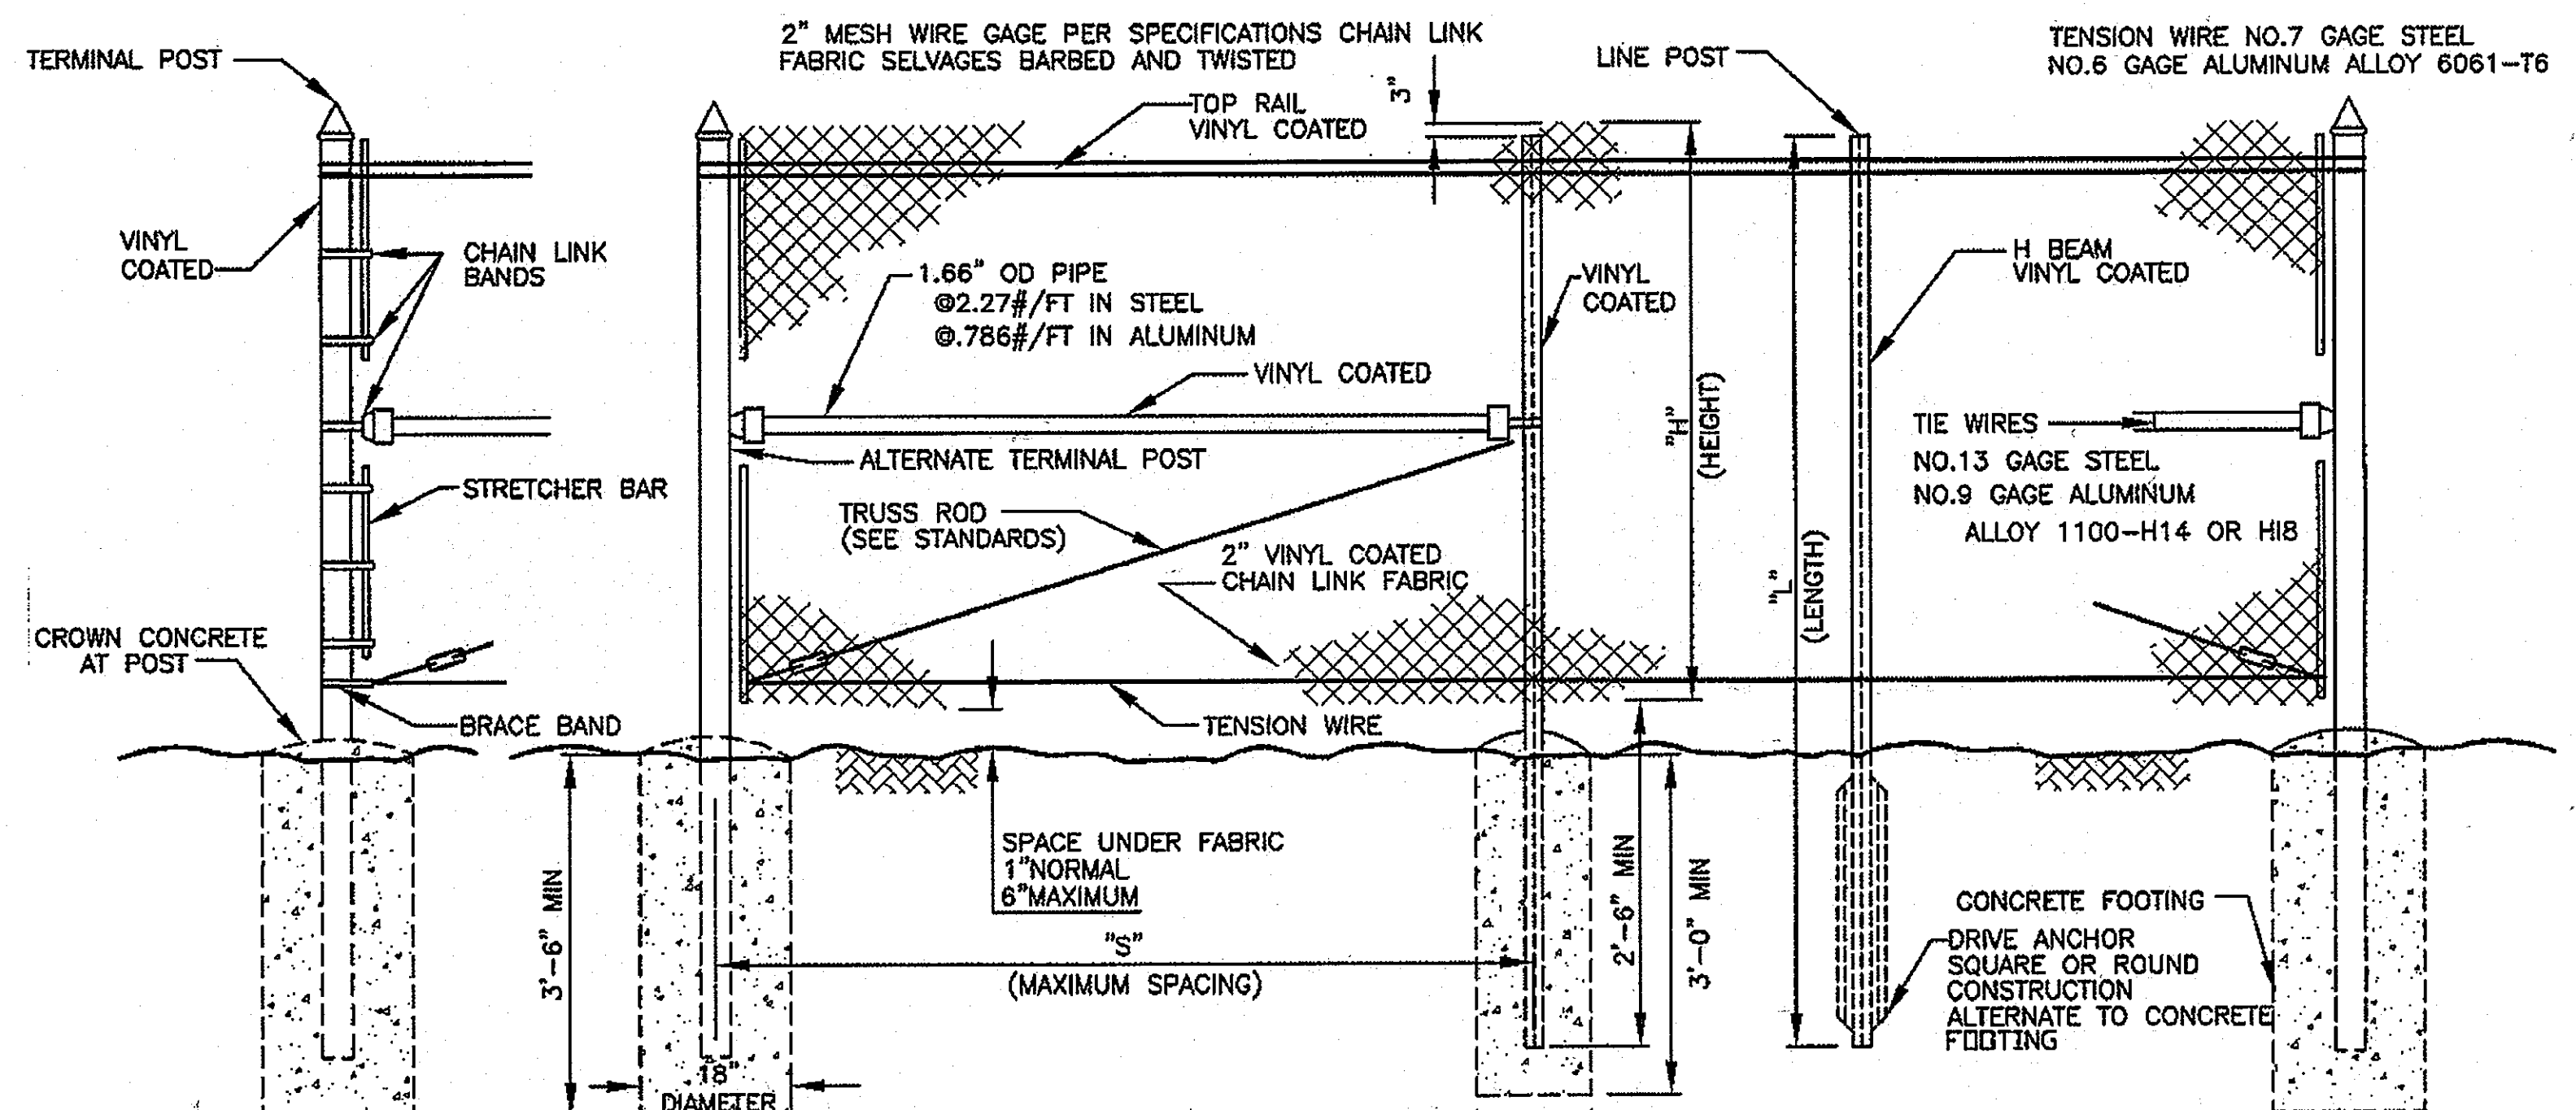 2" MESH WIRE GAGE PER SPECIFICATIONS CHAIN LINK
FABRIC SELVAGES BARBED AND TWISTED
TERMINAL POST
LINE POST
TENSION WIRE NO.7 GAGE STEEL
NO.6 GAGE ALUMINUM ALLOY 6061-T6
3"
TOP RAIL
VINYL COATED
VINYL
COATED
CHAIN LINK
BANDS
1.66" OD PIPE
@2.27#/FT IN STEEL
@.786#/FT IN ALUMINUM
VINYL
COATED
H BEAM
VINYL COATED
VINYL COATED
"H"
(HEIGHT)
TIE WIRES
NO.13 GAGE STEEL
NO.9 GAGE ALUMINUM
ALLOY 1100-H14 OR HI8
ALTERNATE TERMINAL POST
STRETCHER BAR
TRUSS ROD
(SEE STANDARDS)
2" VINYL COATED
CHAIN LINK FABRIC
"L"
(LENGTH)
CROWN CONCRETE
AT POST
BRACE BAND
TENSION WIRE
SPACE UNDER FABRIC
1"NORMAL
6"MAXIMUM
3'-6" MIN
"S"
(MAXIMUM SPACING)
2'-6" MIN
3'-0" MIN
CONCRETE FOOTING
DRIVE ANCHOR
SQUARE OR ROUND
CONSTRUCTION
ALTERNATE TO CONCRETE
FOOTING
18"
DIAMETER